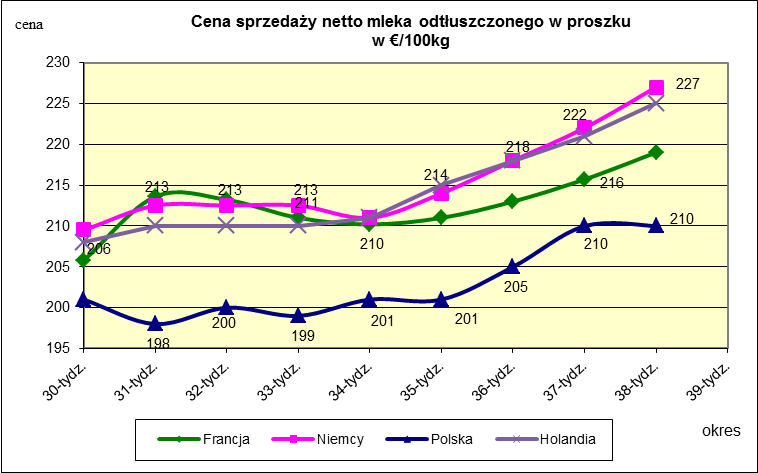 cena
Cena sprzedaży netto mleka odtłuszczonego w proszku
w €/100kg
230
225
220
215
210
205
200
195
227
222
218
214
213
213
213
211
216
206
210
210
210
205
198
200
199
201
201
30-tydz.
31-tydz.
32-tydz.
33-tydz.
34-tydz.
35-tydz.
36-tydz.
37-tydz.
38-tydz.
39-tydz.
okres
Francja
Niemcy
Polska
Holandia